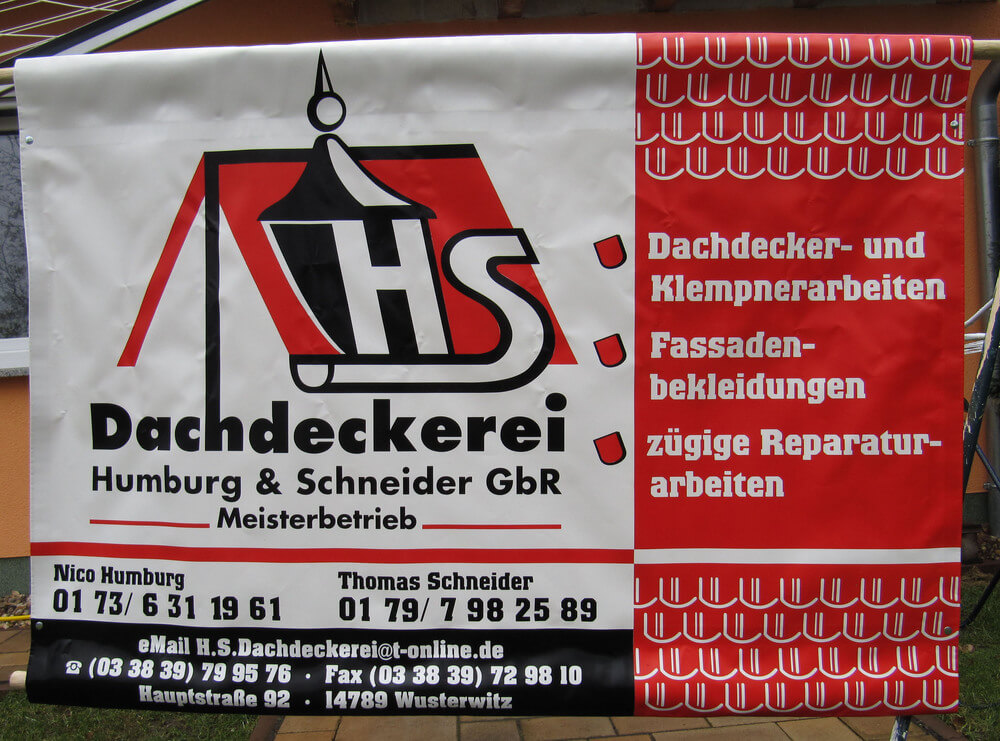 HS
Dachdeckerei
Humburg & Schneider GbR
Meisterbetrieb
Dachdecker- und
Klempnerarbeiten
Fassaden-
bekleidungen
zügige Reparatur-
arbeiten
Nico Humburg
01 73/ 6 31 19 61
Thomas Schneider
01 79/ 7 98 25 89
eMail H.S.Dachdeckerei@t-online.de
☎ (03 38 39) 79 95 76 · Fax (03 38 39) 72 98 10
Hauptstraße 92 · 14789 Wusterwitz